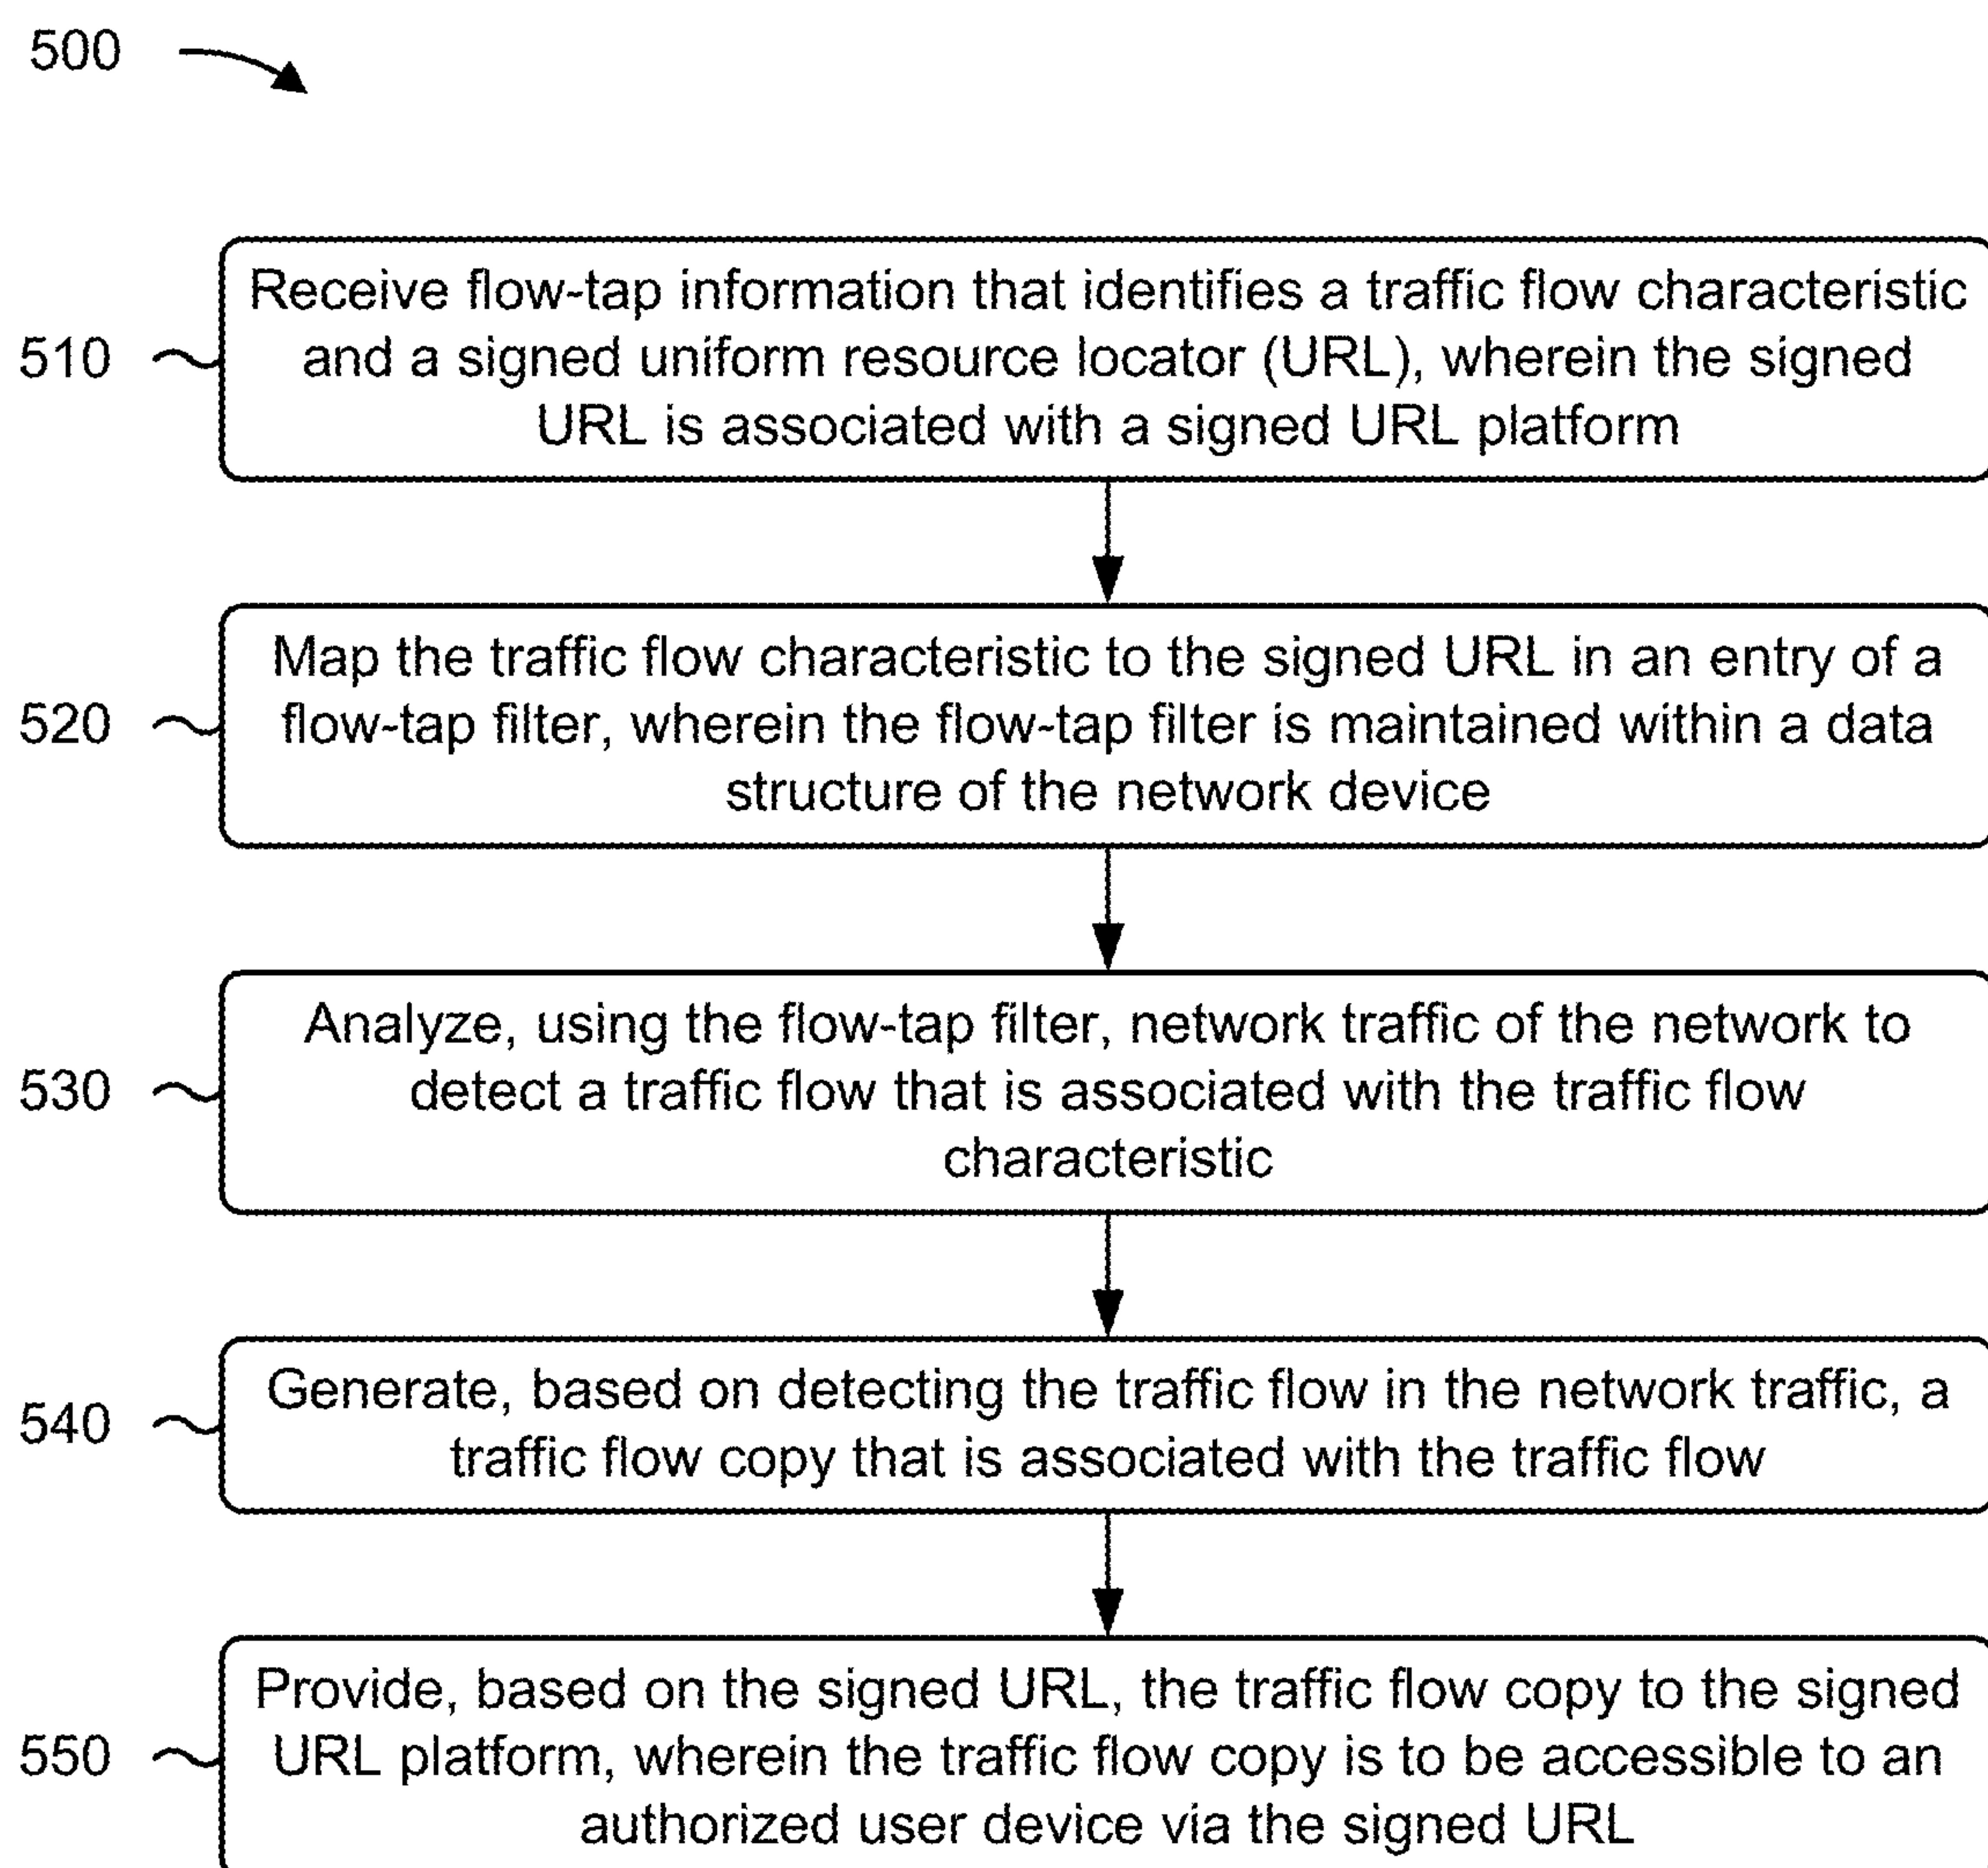 500
510
Receive flow-tap information that identifies a traffic flow characteristic
and a signed uniform resource locator (URL), wherein the signed
URL is associated with a signed URL platform
520
Map the traffic flow characteristic to the signed URL in an entry of a
flow-tap filter, wherein the flow-tap filter is maintained within a data
structure of the network device
530
Analyze, using the flow-tap filter, network traffic of the network to
detect a traffic flow that is associated with the traffic flow
characteristic
540
Generate, based on detecting the traffic flow in the network traffic, a
traffic flow copy that is associated with the traffic flow
550
Provide, based on the signed URL, the traffic flow copy to the signed
URL platform, wherein the traffic flow copy is to be accessible to an
authorized user device via the signed URL